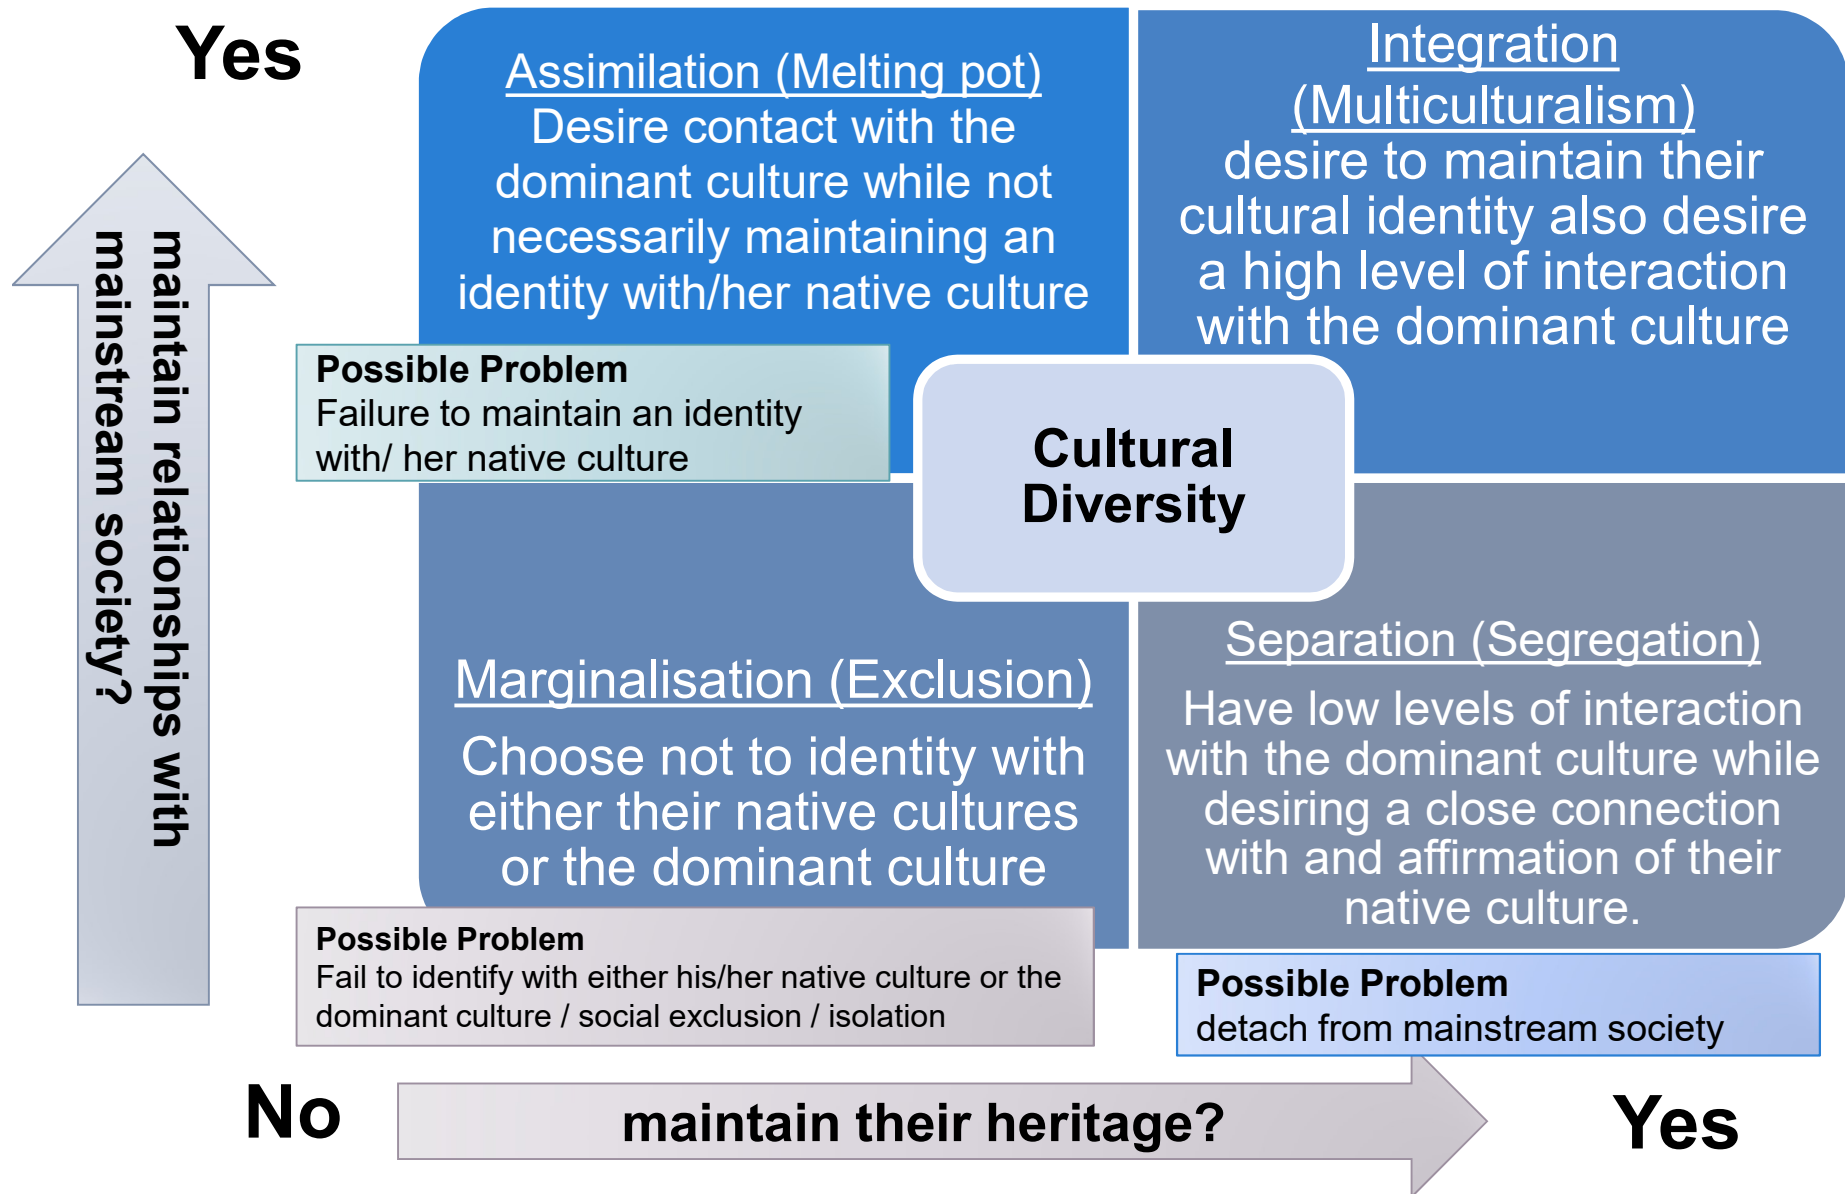 Yes
Assimilation (Melting pot)
Desire contact with the
dominant culture while not
necessarily maintaining an
identity with/her native culture
Integration
(Multiculturalism)
desire to maintain their
cultural identity also desire
a high level of interaction
with the dominant culture
maintain relationships with
mainstream society?
Possible Problem
Failure to maintain an identity
with/ her native culture
Cultural
Diversity
Marginalisation (Exclusion)
Choose not to identity with
either their native cultures
or the dominant culture
Separation (Segregation)
Have low levels of interaction
with the dominant culture while
desiring a close connection
with and affirmation of their
native culture.
Possible Problem
Fail to identify with either his/her native culture or the
dominant culture / social exclusion / isolation
Possible Problem
detach from mainstream society
No
maintain their heritage?
Yes